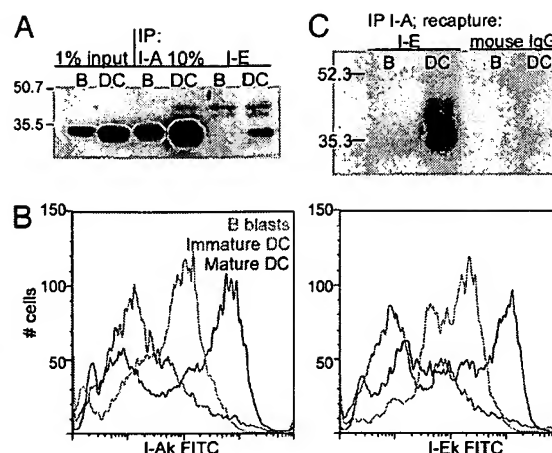 A
IP:
1% input I-A 10% I-E
B DC B DC B DC
50.7
35.5
C
IP I-A; recapture:
I-E mouse IgG
B DC B DC
52.3
35.3
B
150
100
50
# cells
B blasts
Immature DC
Mature DC
I-Ak FITC
150
100
50
I-Ek FITC